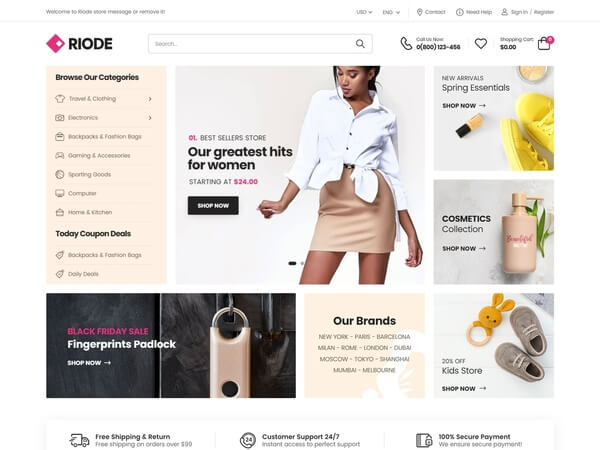 Welcome to Riode store message or remove it!
USD
ENG
Contact
Need Help
Sign In / Register
RIODE
Search...
Call Us Now:
0(800) 123-456
Shopping Cart:
$0.00
0
Browse Our Categories
Travel & Clothing
Electronics
Backpacks & Fashion Bags
Gaming & Accessories
Sporting Goods
Computer
Home & Kitchen
Today Coupon Deals
Backpacks & Fashion Bags
Daily Deals
01. BEST SELLERS STORE
Our greatest hits
for women
STARTING AT $24.00
SHOP NOW
NEW ARRIVALS
Spring Essentials
SHOP NOW
COSMETICS
Collection
SHOP NOW
Beautiful
BLACK FRIDAY SALE
Fingerprints Padlock
SHOP NOW
Our Brands
NEW YORK - PARIS - BARCELONA
MILAN - ROME - LONDON - DUBAI
MOSCOW - TOKYO - SHANGHAI
MUMBAI - MELBOURNE
20% OFF
Kids Store
SHOP NOW
Free Shipping & Return
Free shipping on orders over $99
24
Customer Support 24/7
Instant access to perfect support
100% Secure Payment
We ensure secure payment!